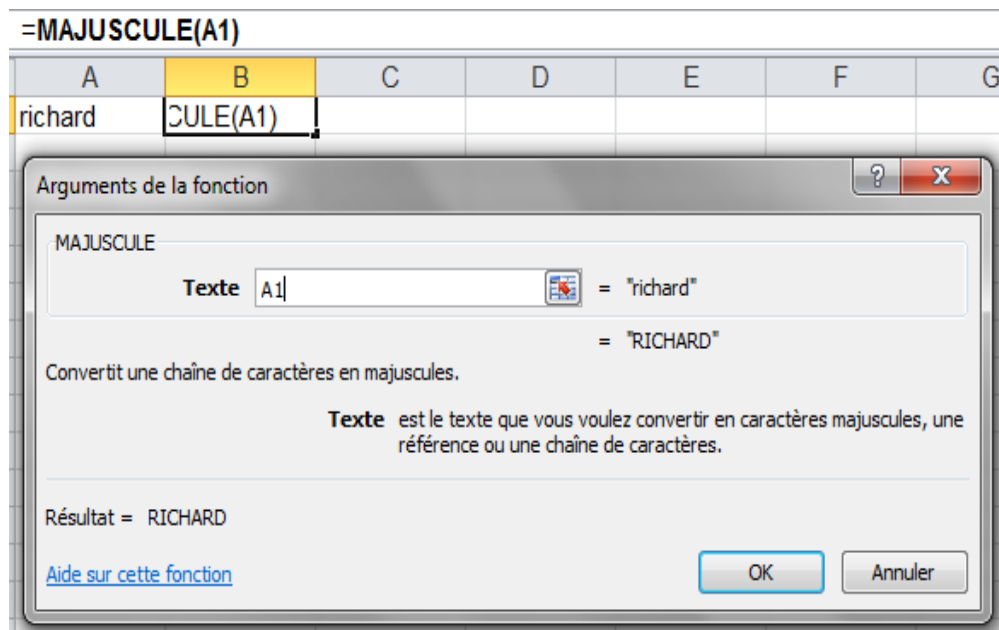 =MAJUSCULE(A1)
A B C D E F G
richard CULE(A1)
Arguments de la fonction
?
X
MAJUSCULE
Texte A1 = "richard"
= "RICHARD"
Convertit une chaîne de caractères en majuscules.
Texte est le texte que vous voulez convertir en caractères majuscules, une
référence ou une chaîne de caractères.
Résultat = RICHARD
Aide sur cette fonction
OK Annuler